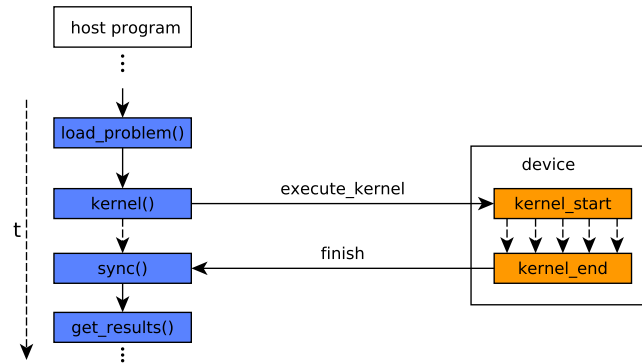 host program
load_problem()
device
execute_kernel
kernel()
kernel_start
t
finish
sync()
kernel_end
get_results()